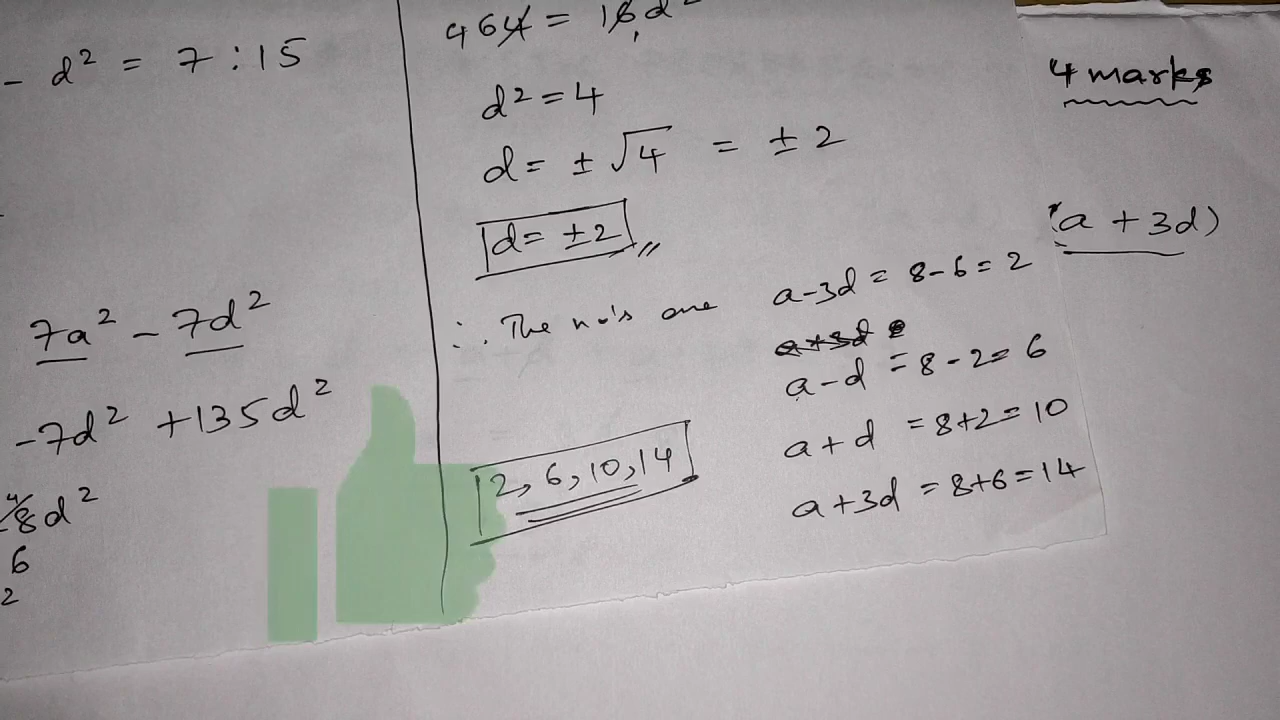 - d² = 7 : 15
7a² - 7d²
-7d² + 135d²
8d²
6
2
464 = 16d²
d² = 4
d = ± √4 = ± 2
d = ±2
∴ The no's are
2, 6, 10, 14
a-3d = 8-6 = 2
a+3d =
a-d = 8-2 = 6
a+d = 8+2 = 10
a+3d = 8+6 = 14
4 marks
(a + 3d)